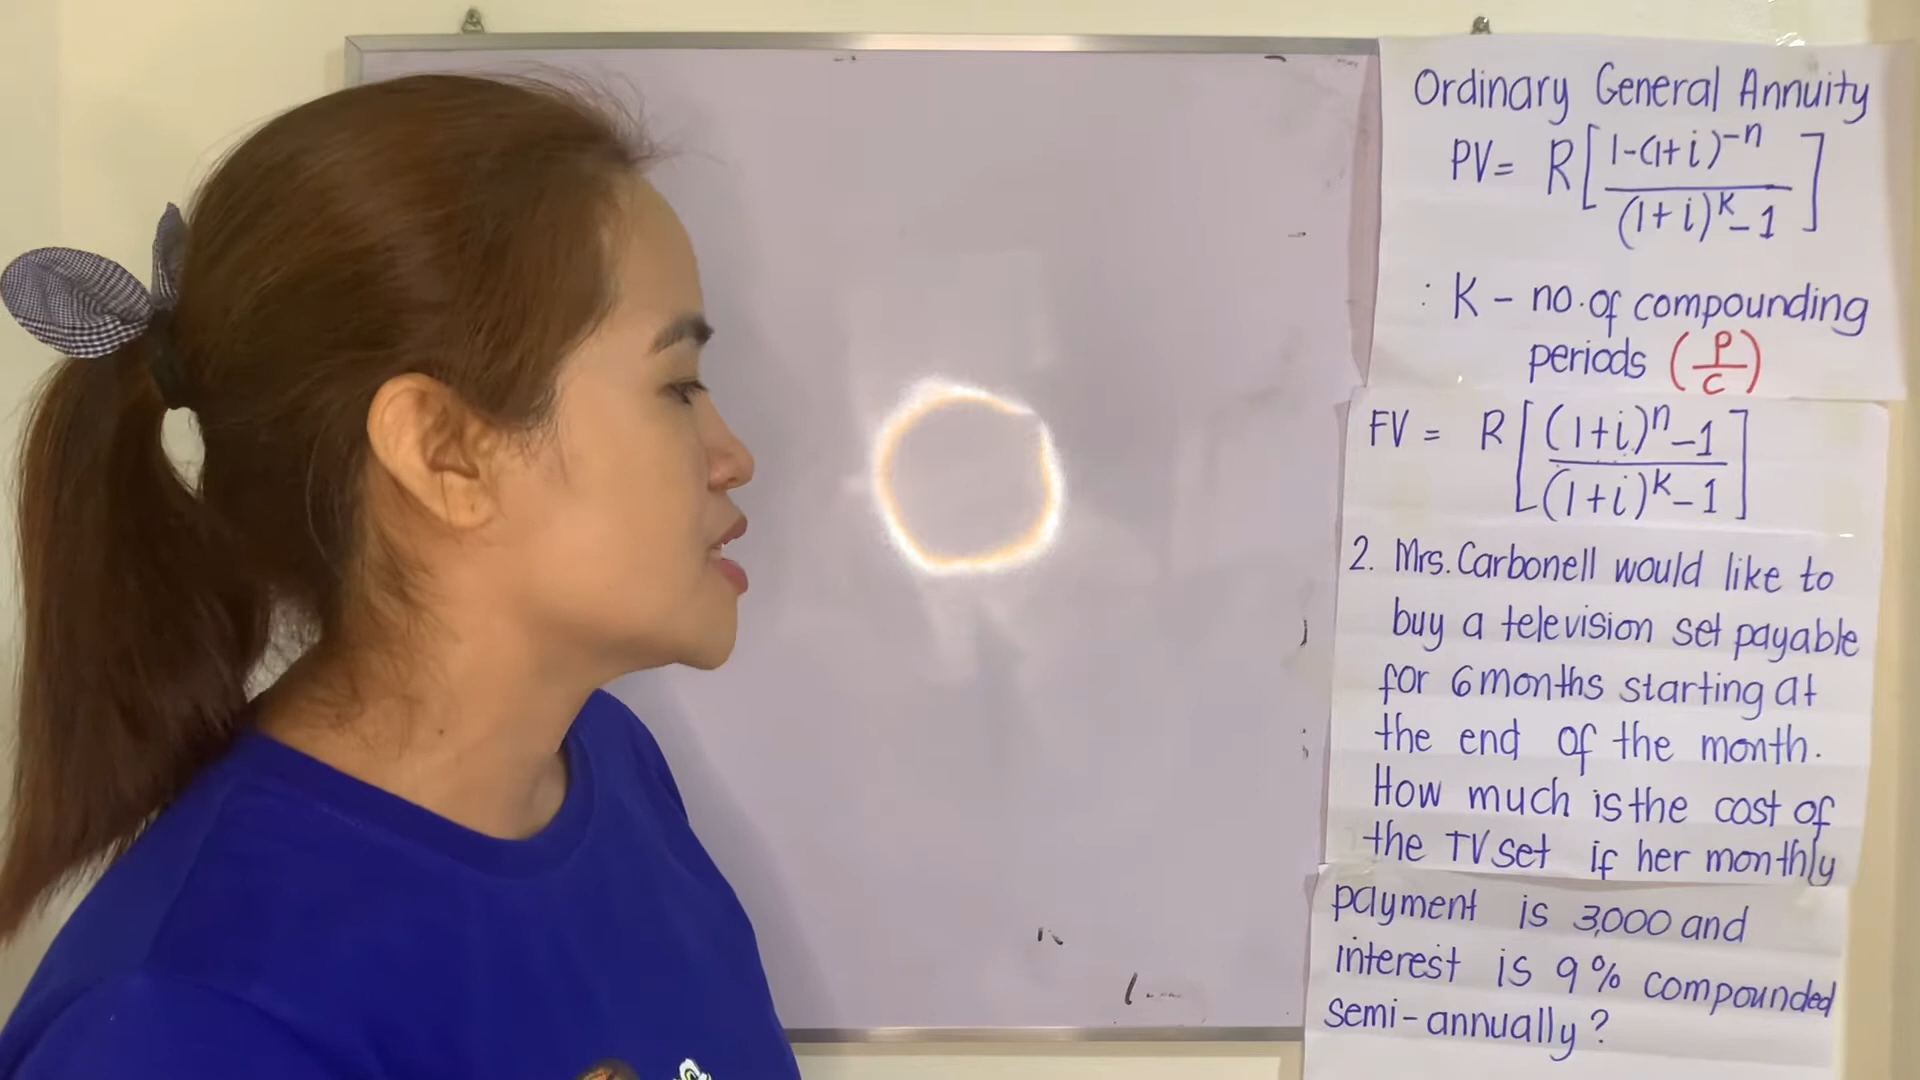 Ordinary General Annuity
PV = R[1-(1+i)^-n / (1+i)^K-1]
: K - no. of compounding
periods (P/C)
FV = R[(1+i)^n-1 / (1+i)^K-1]
2. Mrs. Carbonell would like to
buy a television set payable
for 6 months starting at
the end of the month.
How much is the cost of
the TV set if her monthly
payment is 3,000 and
interest is 9% compounded
semi-annually?